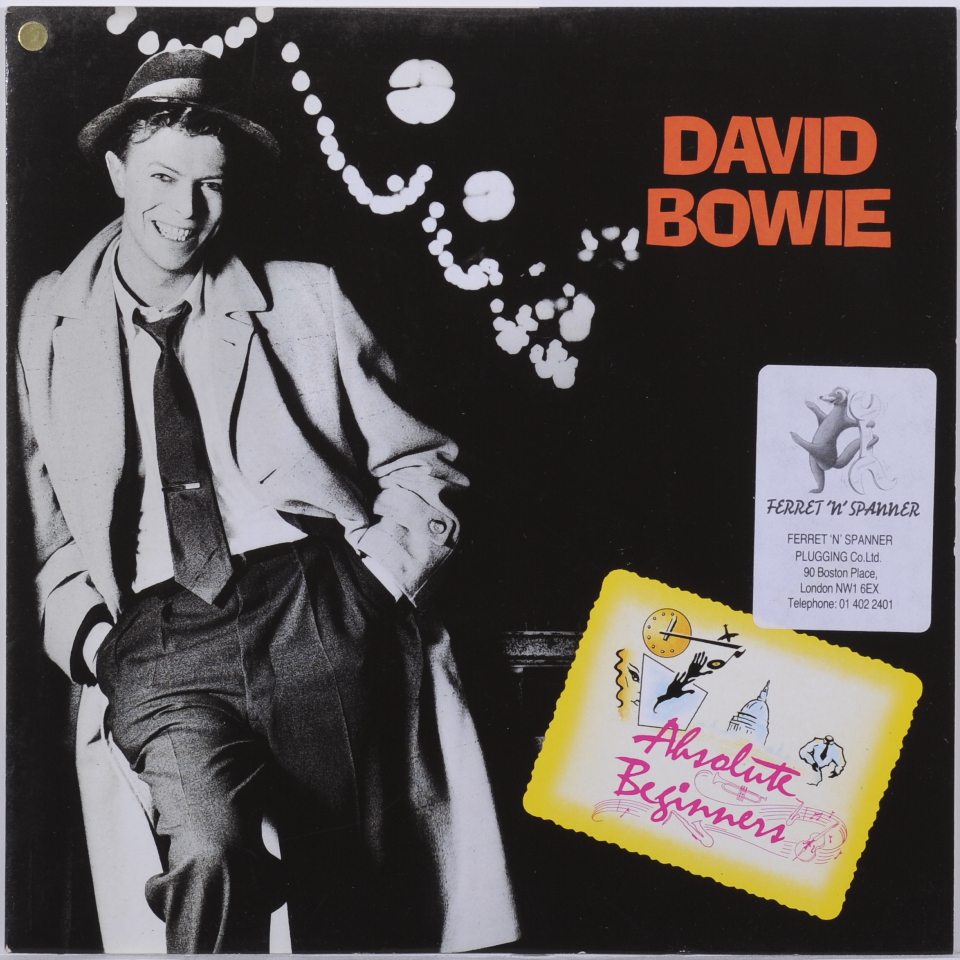 DAVID
BOWIE
FERRET 'N' SPANNER
FERRET 'N' SPANNER
PLUGGING Co.Ltd.
90 Boston Place,
London NW1 6EX
Telephone: 01 402 2401
Absolute
Beginners